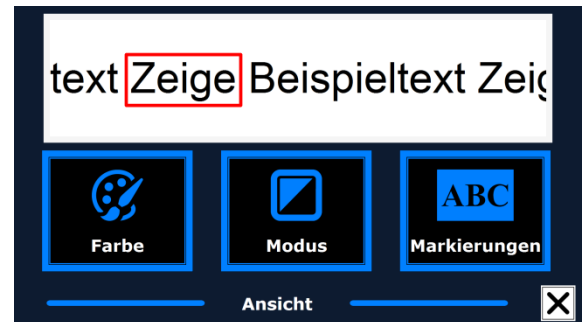 text Zeige Beispieltext Zeig
ABC
Farbe Modus Markierungen
Ansicht